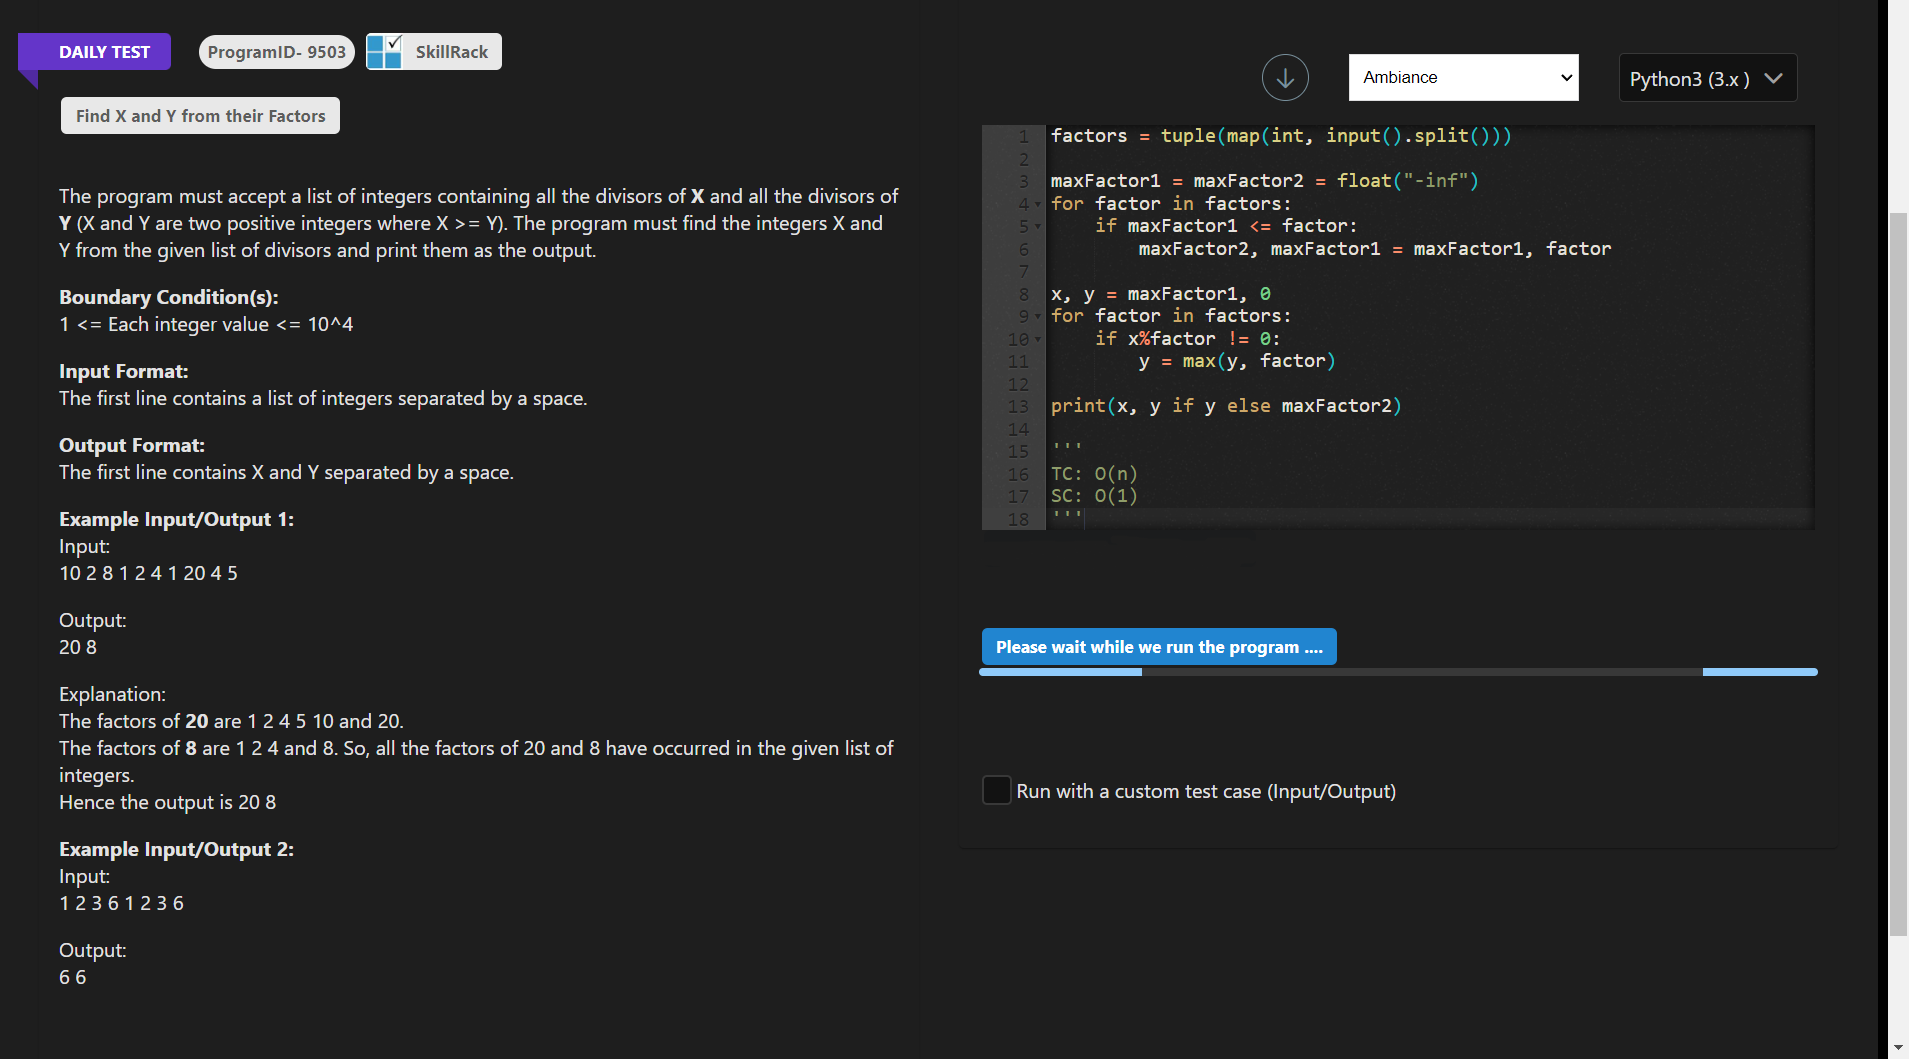 DAILY TEST
ProgramID- 9503
SkillRack
Find X and Y from their Factors
The program must accept a list of integers containing all the divisors of X and all the divisors of
Y (X and Y are two positive integers where X >= Y). The program must find the integers X and
Y from the given list of divisors and print them as the output.
Boundary Condition(s):
1 <= Each integer value <= 10^4
Input Format:
The first line contains a list of integers separated by a space.
Output Format:
The first line contains X and Y separated by a space.
Example Input/Output 1:
Input:
10 2 8 1 2 4 1 20 4 5
Output:
20 8
Explanation:
The factors of 20 are 1 2 4 5 10 and 20.
The factors of 8 are 1 2 4 and 8. So, all the factors of 20 and 8 have occurred in the given list of
integers.
Hence the output is 20 8
Example Input/Output 2:
Input:
1 2 3 6 1 2 3 6
Output:
6 6
Ambiance
Python3 (3.x )
1 factors = tuple(map(int, input().split()))
2
3 maxFactor1 = maxFactor2 = float("-inf")
4 for factor in factors:
5     if maxFactor1 <= factor:
6         maxFactor2, maxFactor1 = maxFactor1, factor
7
8 x, y = maxFactor1, 0
9 for factor in factors:
10     if x%factor != 0:
11         y = max(y, factor)
12
13 print(x, y if y else maxFactor2)
14
15 '''
16 TC: O(n)
17 SC: O(1)
18 '''
Please wait while we run the program ....
Run with a custom test case (Input/Output)